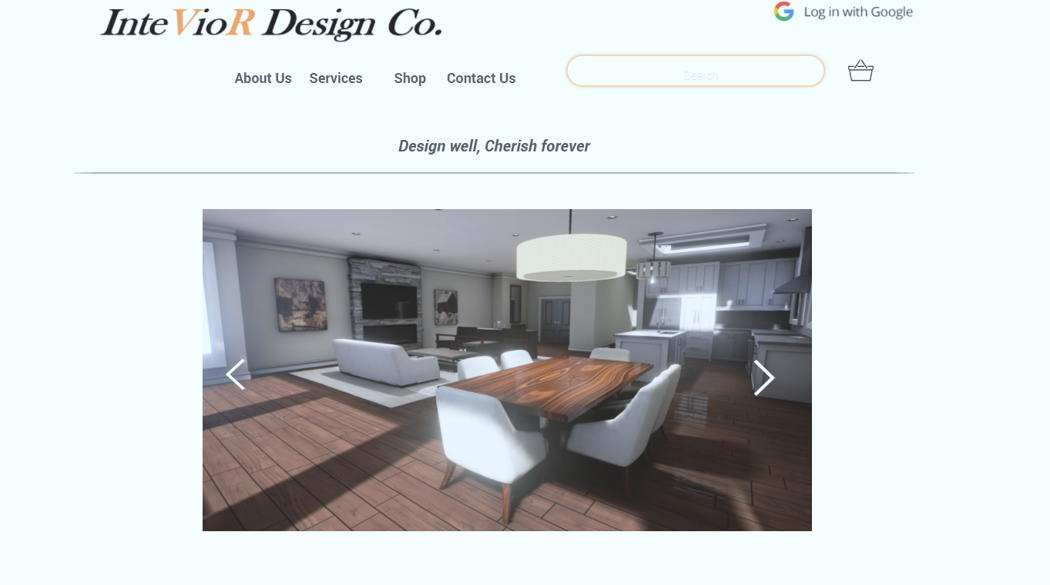 InteVioR Design Co.
Log in with Google
About Us Services Shop Contact Us
Search
Design well, Cherish forever